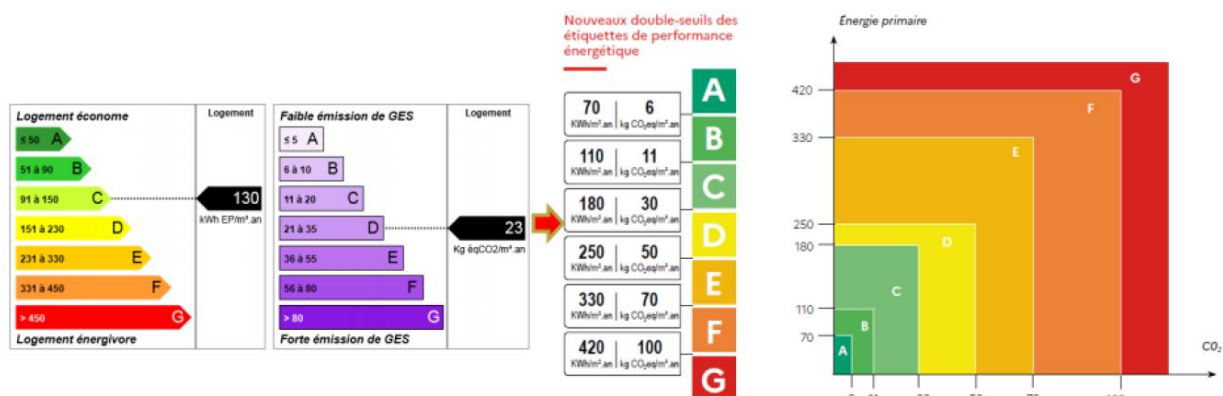 Logement économe
Logement
≤ 50 A
51 à 90 B
91 à 150 C
130
kWh EP/m².an
151 à 230 D
231 à 330 E
331 à 450 F
> 450 G
Logement énergivore
Faible émission de GES
Logement
≤ 5 A
6 à 10 B
11 à 20 C
21 à 35 D
23
Kg éqCO2/m².an
36 à 55 E
56 à 80 F
> 80 G
Forte émission de GES
Nouveaux double-seuils des
étiquettes de performance
énergétique
A
70 6
KWh/m².an kg CO₂eq/m².an
B
110 11
KWh/m².an kg CO₂eq/m².an
C
180 30
KWh/m².an kg CO₂eq/m².an
D
250 50
KWh/m².an kg CO₂eq/m².an
E
330 70
KWh/m².an kg CO₂eq/m².an
F
420 100
KWh/m².an kg CO₂eq/m².an
G
Énergie primaire
G
420
F
330
E
250
D
180
C
110
B
70
A
CO₂